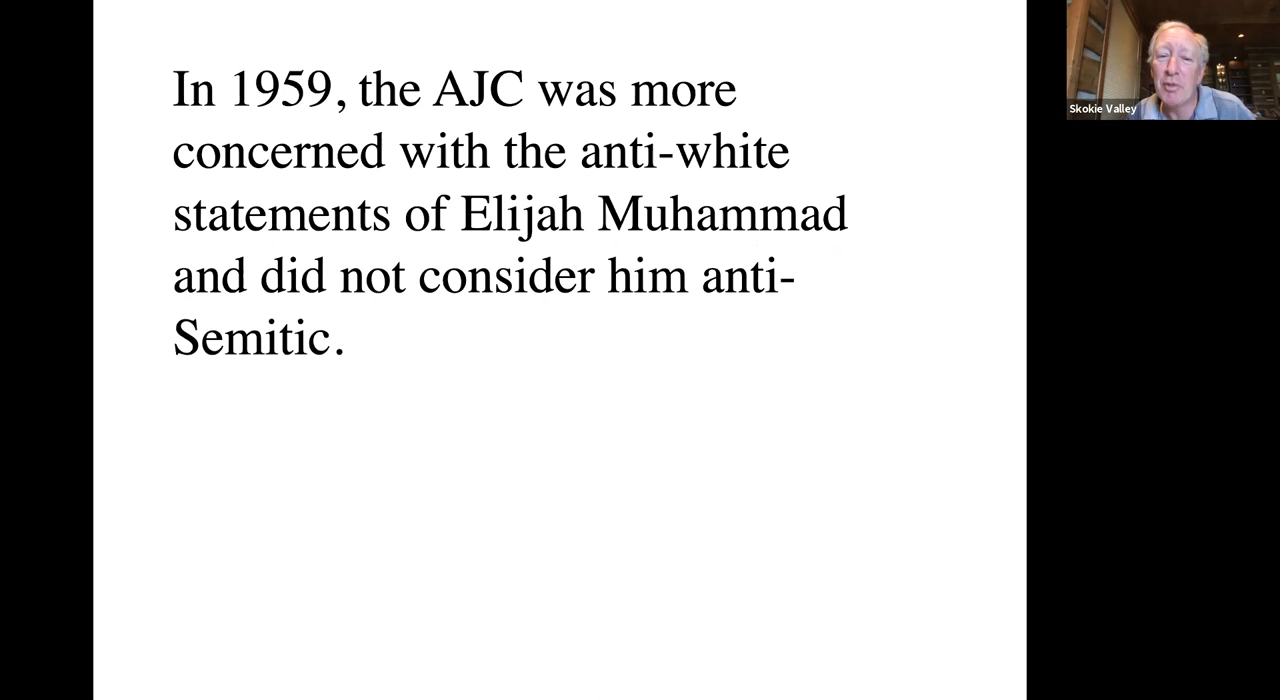 In 1959, the AJC was more
concerned with the anti-white
statements of Elijah Muhammad
and did not consider him anti-
Semitic.
Skokie Valley